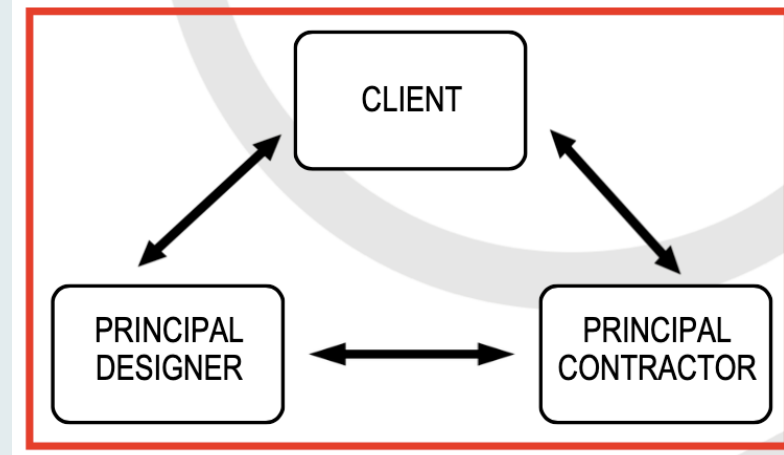 CLIENT
PRINCIPAL
DESIGNER
PRINCIPAL
CONTRACTOR